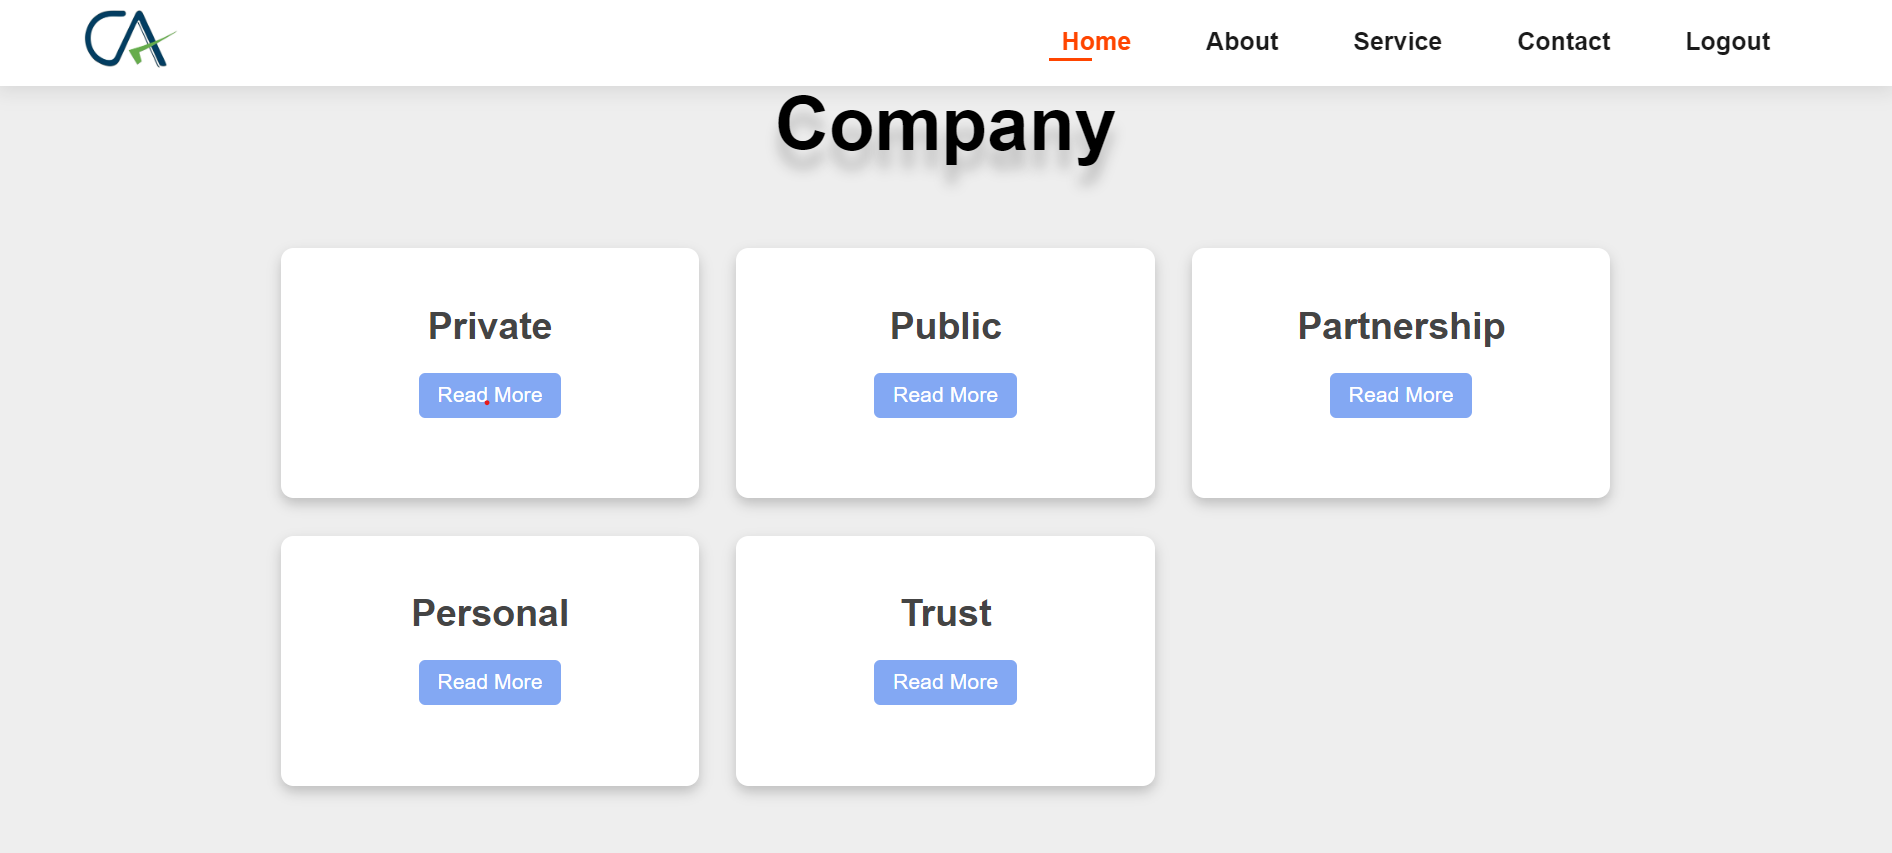 CA
Home About Service Contact Logout
Company
Private Public Partnership
Read More Read More Read More
Personal Trust
Read More Read More